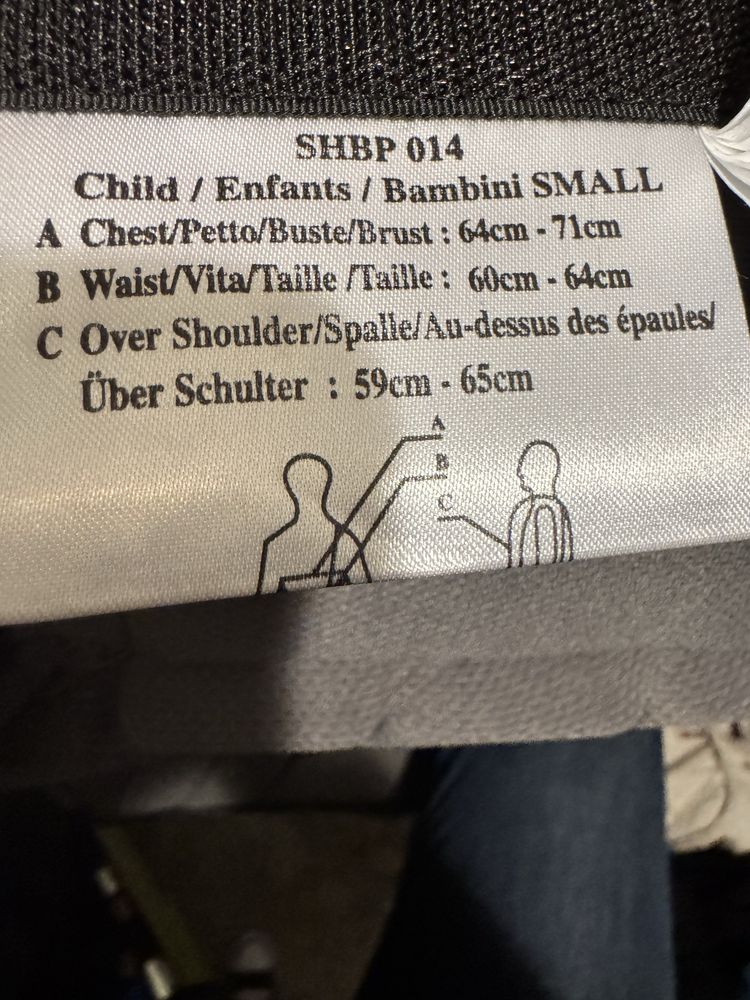 SHBP 014
Child / Enfants / Bambini SMALL
A Chest/Petto/Buste/Brust : 64cm - 71cm
B Waist/Vita/Taille /Taille : 60cm - 64cm
C Over Shoulder/Spalle/Au-dessus des épaules/
Über Schulter : 59cm - 65cm
A
B
C